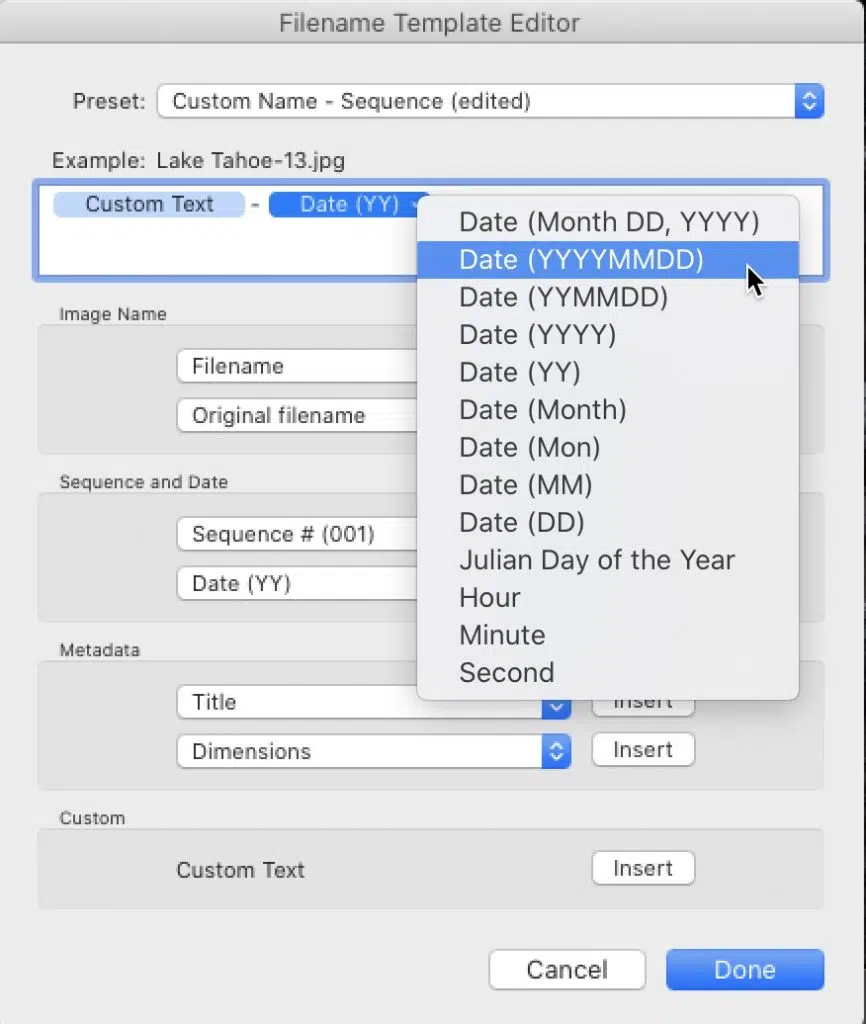 Filename Template Editor
Preset: Custom Name - Sequence (edited)
Example: Lake Tahoe-13.jpg
Custom Text - Date (YY)
Date (Month DD, YYYY)
Date (YYYYMMDD)
Date (YYMMDD)
Date (YYYY)
Date (YY)
Date (Month)
Date (Mon)
Date (MM)
Date (DD)
Julian Day of the Year
Hour
Minute
Second
Image Name
Filename
Original filename
Sequence and Date
Sequence # (001)
Date (YY)
Metadata
Title Insert
Dimensions Insert
Custom
Custom Text Insert
Cancel Done